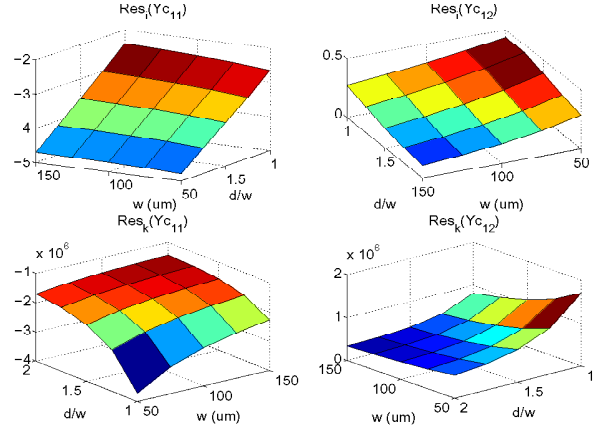 Res_i(Yc_11)
−2
−3
4
−5
150
100
50
w (um)
1
1.5
d/w
Res_i(Yc_12)
0.5
0
1
1.5
d/w
150
100
50
w (um)
Res_k(Yc_11)
x 10^6
−1
−2
−3
−4
2
1.5
1
d/w
50
100
150
w (um)
Res_k(Yc_12)
x 10^6
2
1
0
150
100
50
w (um)
2
1.5
1
d/w